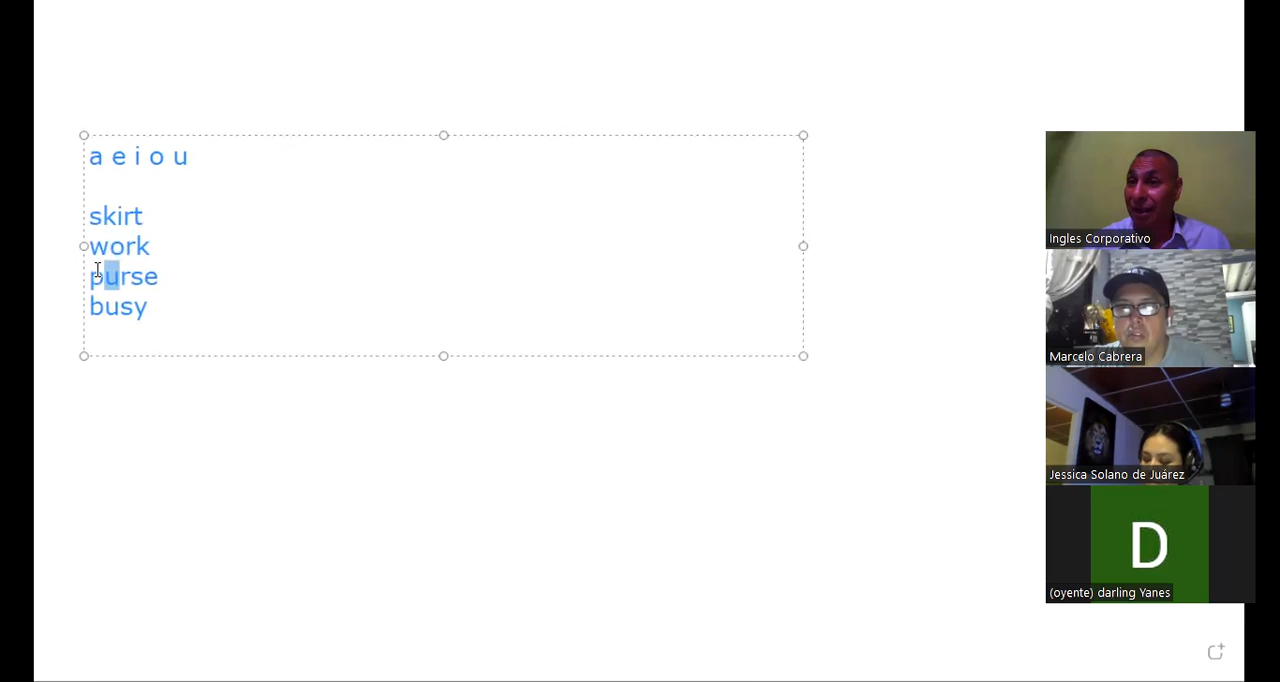 a e i o u
skirt
work
purse
busy
Ingles Corporativo
Marcelo Cabrera
Jessica Solano de Juárez
D
(oyente) darling Yanes